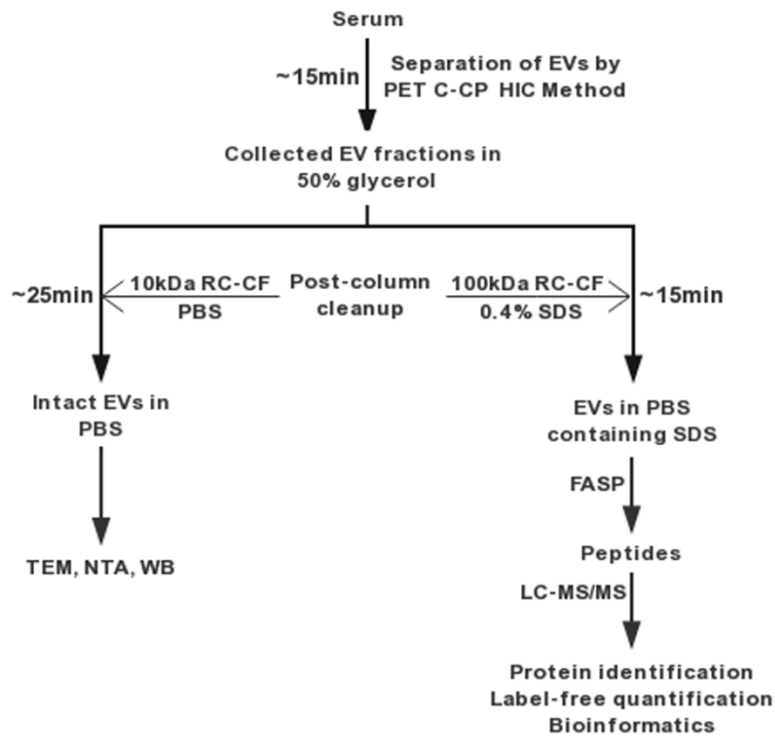 Serum
~15min
Separation of EVs by
PET C-CP HIC Method
Collected EV fractions in
50% glycerol
~25min
10kDa RC-CF
PBS
Post-column
cleanup
100kDa RC-CF
0.4% SDS
~15min
Intact EVs in
PBS
TEM, NTA, WB
EVs in PBS
containing SDS
FASP
Peptides
LC-MS/MS
Protein identification
Label-free quantification
Bioinformatics